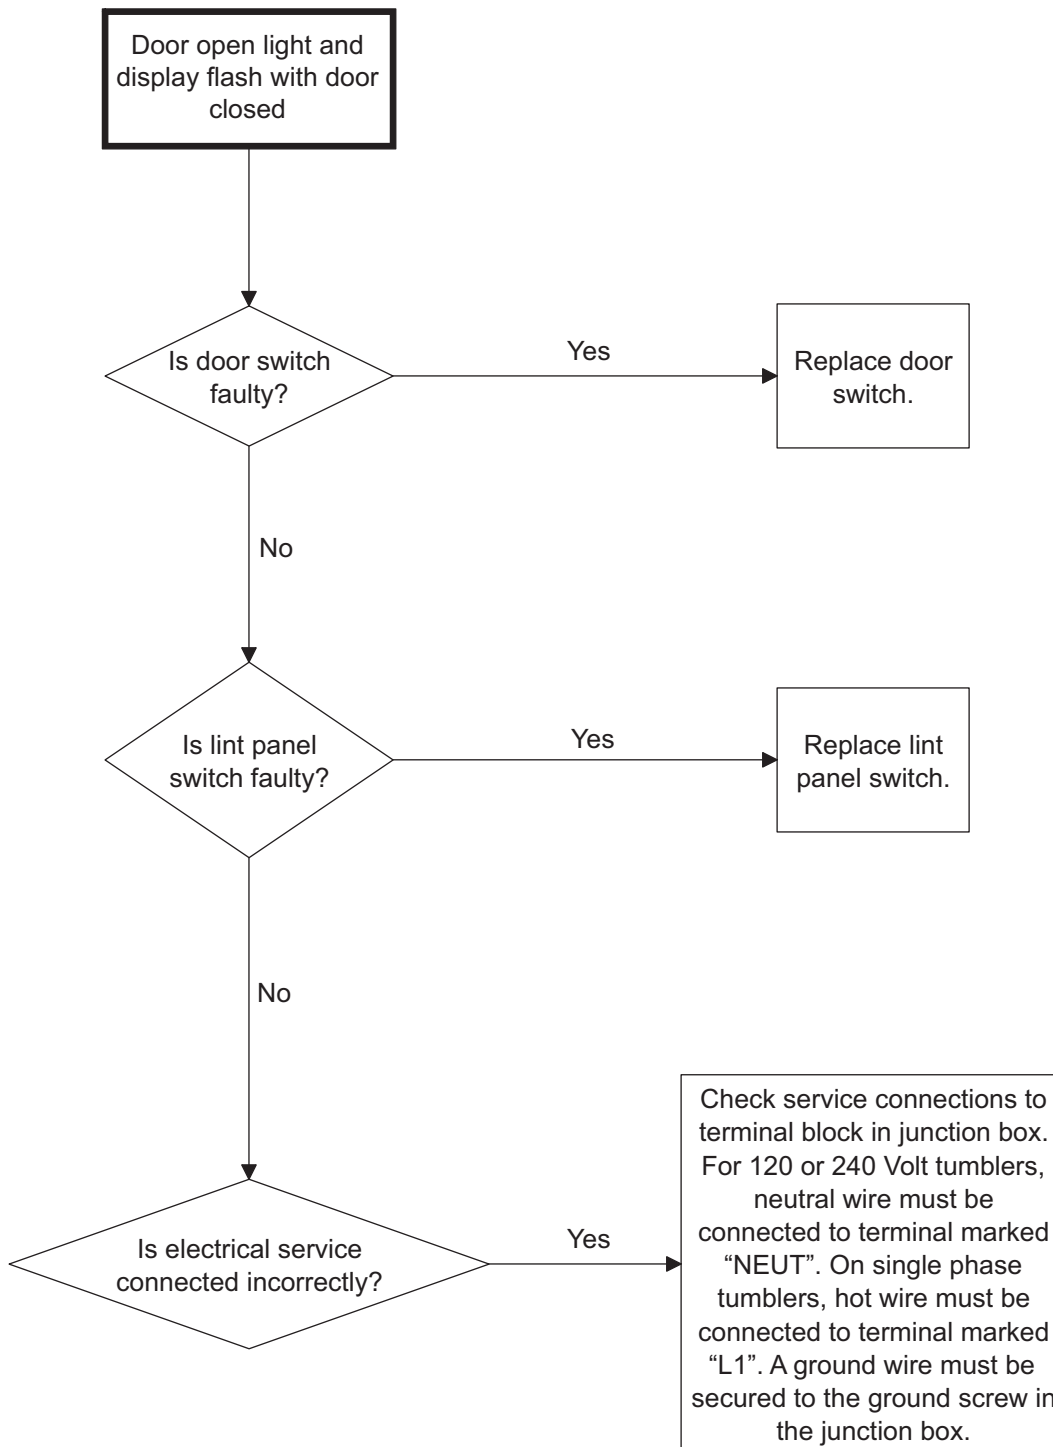 Door open light and
display flash with door
closed
Is door switch
faulty?
Yes
Replace door
switch.
No
Is lint panel
switch faulty?
Yes
Replace lint
panel switch.
No
Is electrical service
connected incorrectly?
Yes
Check service connections to
terminal block in junction box.
For 120 or 240 Volt tumblers,
neutral wire must be
connected to terminal marked
“NEUT”. On single phase
tumblers, hot wire must be
connected to terminal marked
“L1”. A ground wire must be
secured to the ground screw in
the junction box.